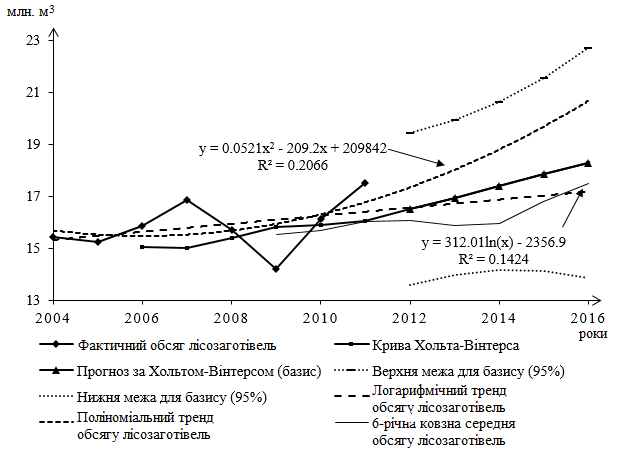 млн. м3
23
21
19
17
15
13
y = 0.0521x2 - 209.2x + 209842
R2 = 0.2066
y = 312.01ln(x) - 2356.9
R2 = 0.1424
2004 2006 2008 2010 2012 2014 2016
роки
Фактичний обсяг лісозаготівель
Крива Хольта-Вінтерса
Прогноз за Хольтом-Вінтерсом (базис)
Верхня межа для базису (95%)
Нижня межа для базису (95%)
Логарифмічний тренд
обсягу лісозаготівель
Поліноміальний тренд
обсягу лісозаготівель
6-річна ковзна середня
обсягу лісозаготівель